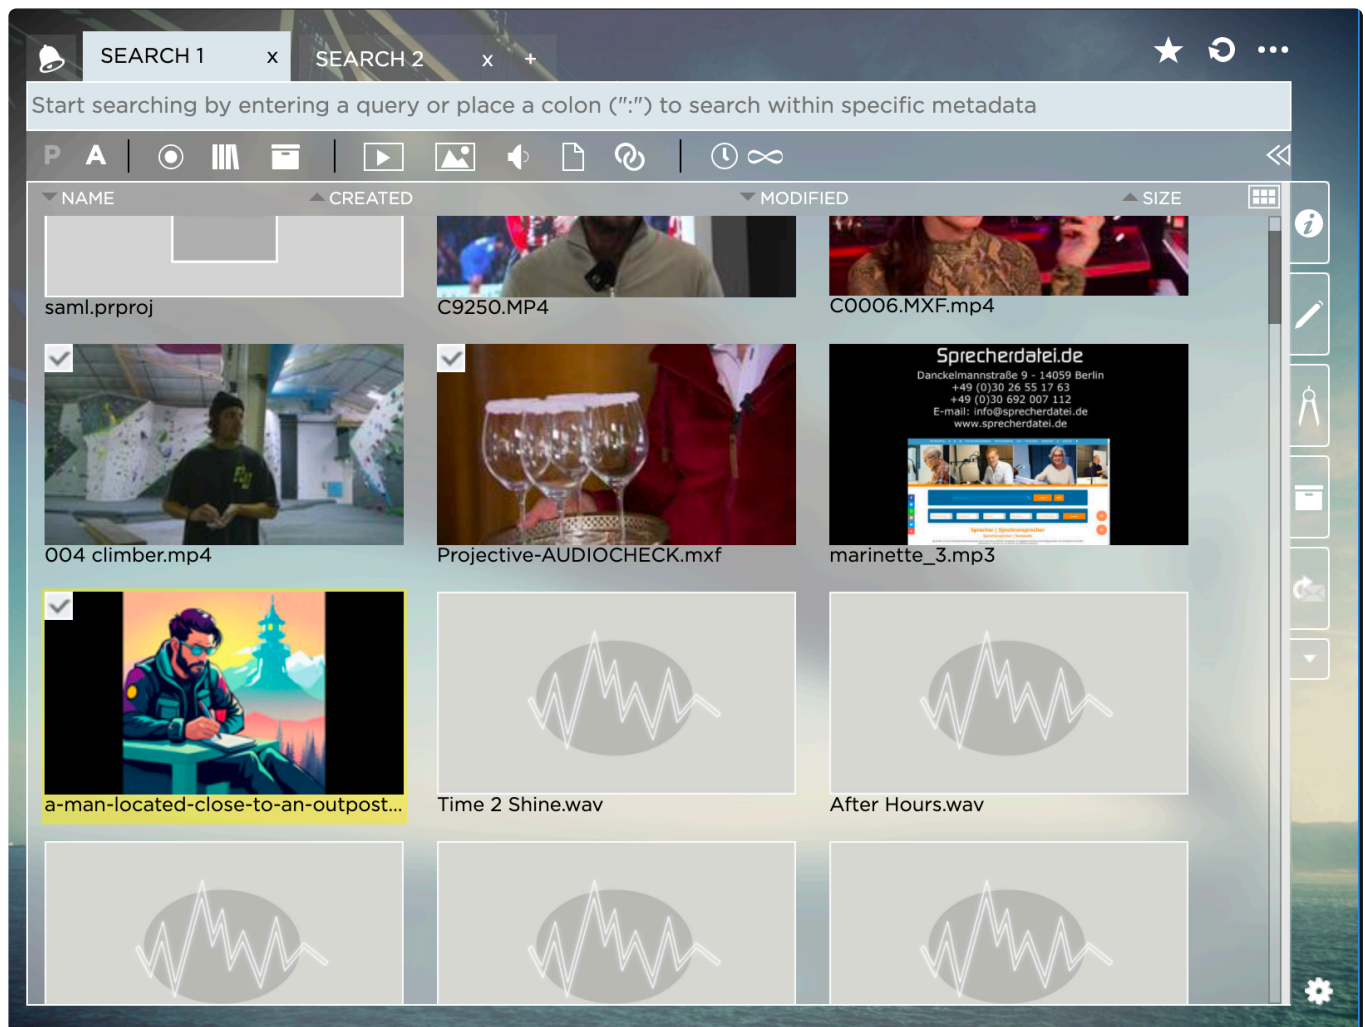 SEARCH 1 x SEARCH 2 x +
Start searching by entering a query or place a colon (":") to search within specific metadata
P A
NAME CREATED MODIFIED SIZE
saml.prproj
C9250.MP4
C0006.MXF.mp4
004 climber.mp4
Projective-AUDIOCHECK.mxf
Sprecherdatei.de
Danckelmannstraße 9 - 14059 Berlin
+49 (0)30 26 55 17 63
+49 (0)30 692 007 112
E-mail: info@sprecherdatei.de
www.sprecherdatei.de
Sprecher | Synchronsprecher
marinette_3.mp3
a-man-located-close-to-an-outpost...
Time 2 Shine.wav
After Hours.wav